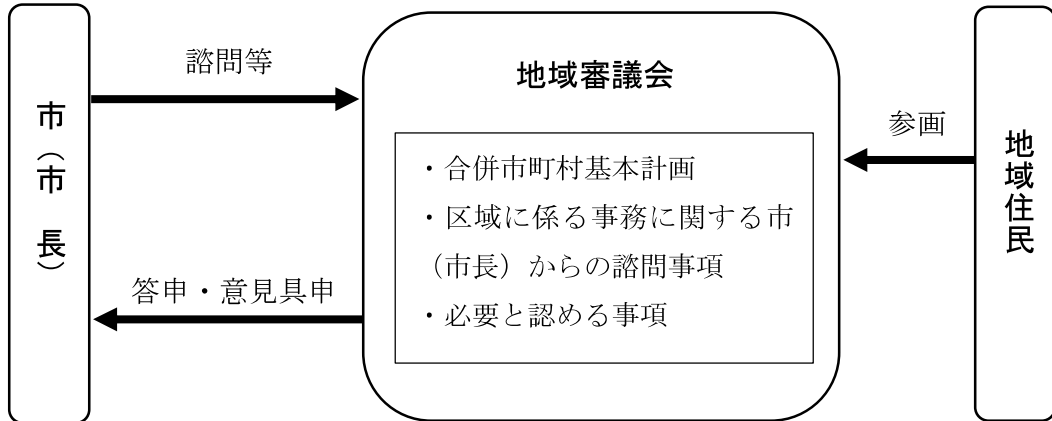 市（市長）
諮問等
答申・意見具申
地域審議会
・合併市町村基本計画
・区域に係る事務に関する市
（市長）からの諮問事項
・必要と認める事項
参画
地域住民